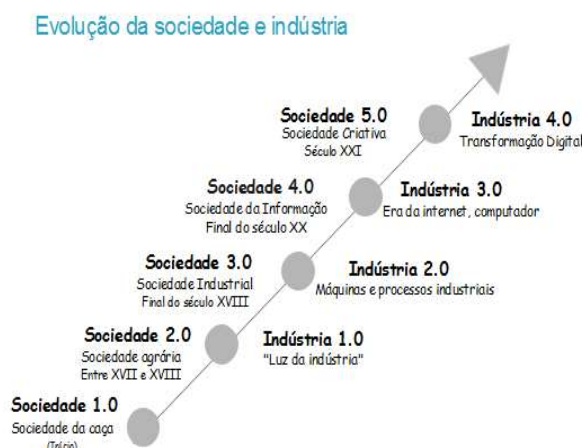 Evolução da sociedade e indústria
Sociedade 5.0
Sociedade Criativa
Século XXI
Indústria 4.0
Transformação Digital
Sociedade 4.0
Sociedade da Informação
Final do século XX
Indústria 3.0
Era da internet, computador
Sociedade 3.0
Sociedade Industrial
Final do século XVIII
Indústria 2.0
Máquinas e processos industriais
Sociedade 2.0
Sociedade agrária
Entre XVII e XVIII
Indústria 1.0
"Luz da indústria"
Sociedade 1.0
Sociedade da caça
(Início)